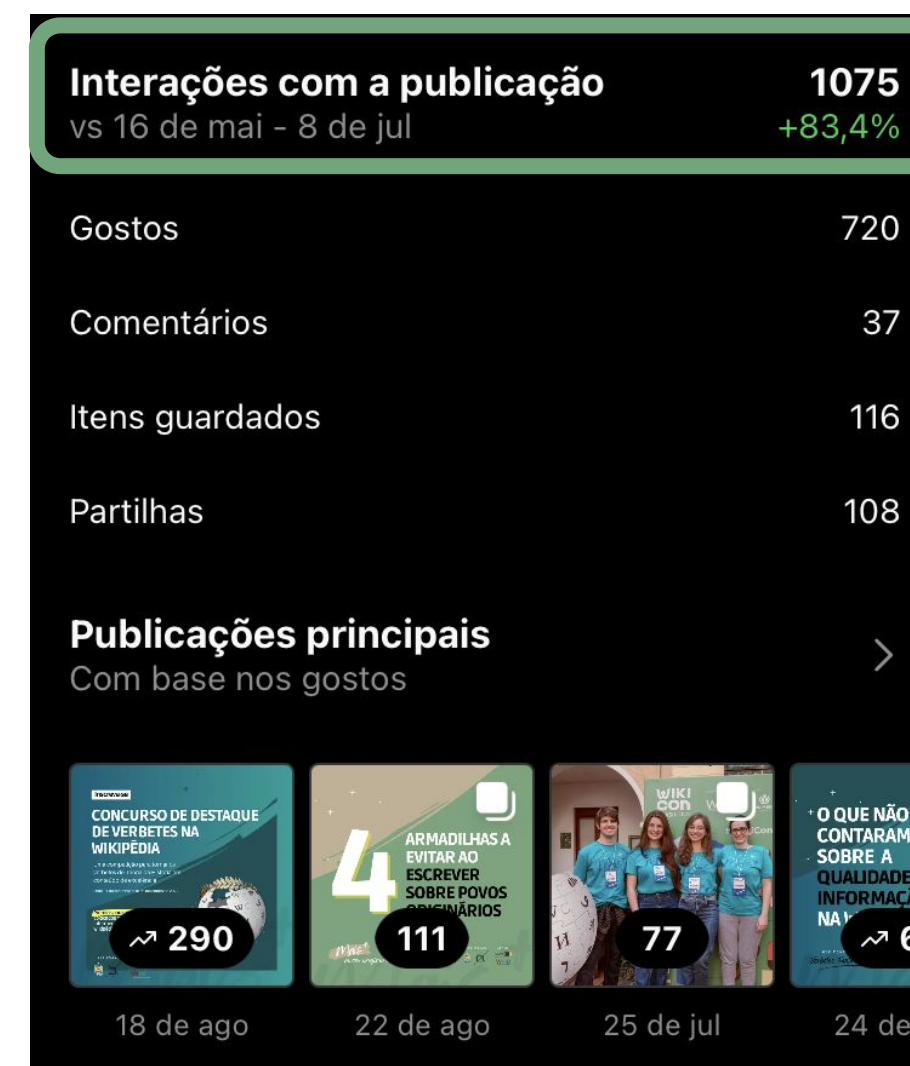 Interações com a publicação 1075
vs 16 de mai - 8 de jul +83,4%
Gostos 720
Comentários 37
Itens guardados 116
Partilhas 108
Publicações principais
Com base nos gostos
CONCURSO DE DESTAQUE
DE VERBETES NA
WIKIPÉDIA
290
4
ARMADILHAS A
EVITAR AO
ESCREVER
SOBRE POVOS
ORIGINÁRIOS
111
WIKI
CON
77
O QUE NÃO
CONTARAM
SOBRE A
QUALIDADE
NA
18 de ago
22 de ago
25 de jul
24 de